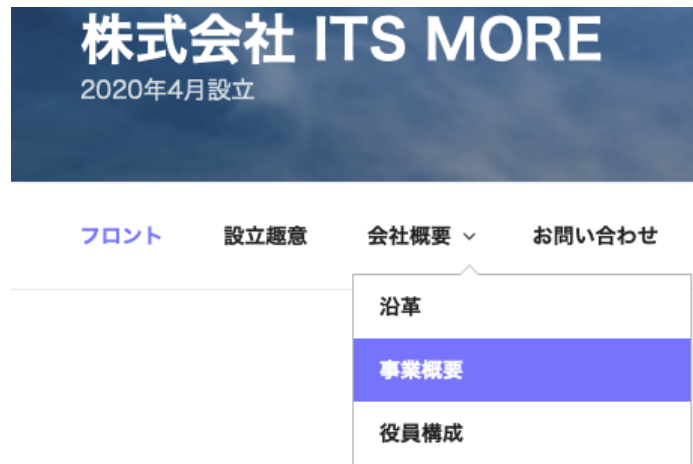 株式会社 ITS MORE
2020年4月設立
フロント 設立趣意 会社概要 お問い合わせ
沿革
事業概要
役員構成